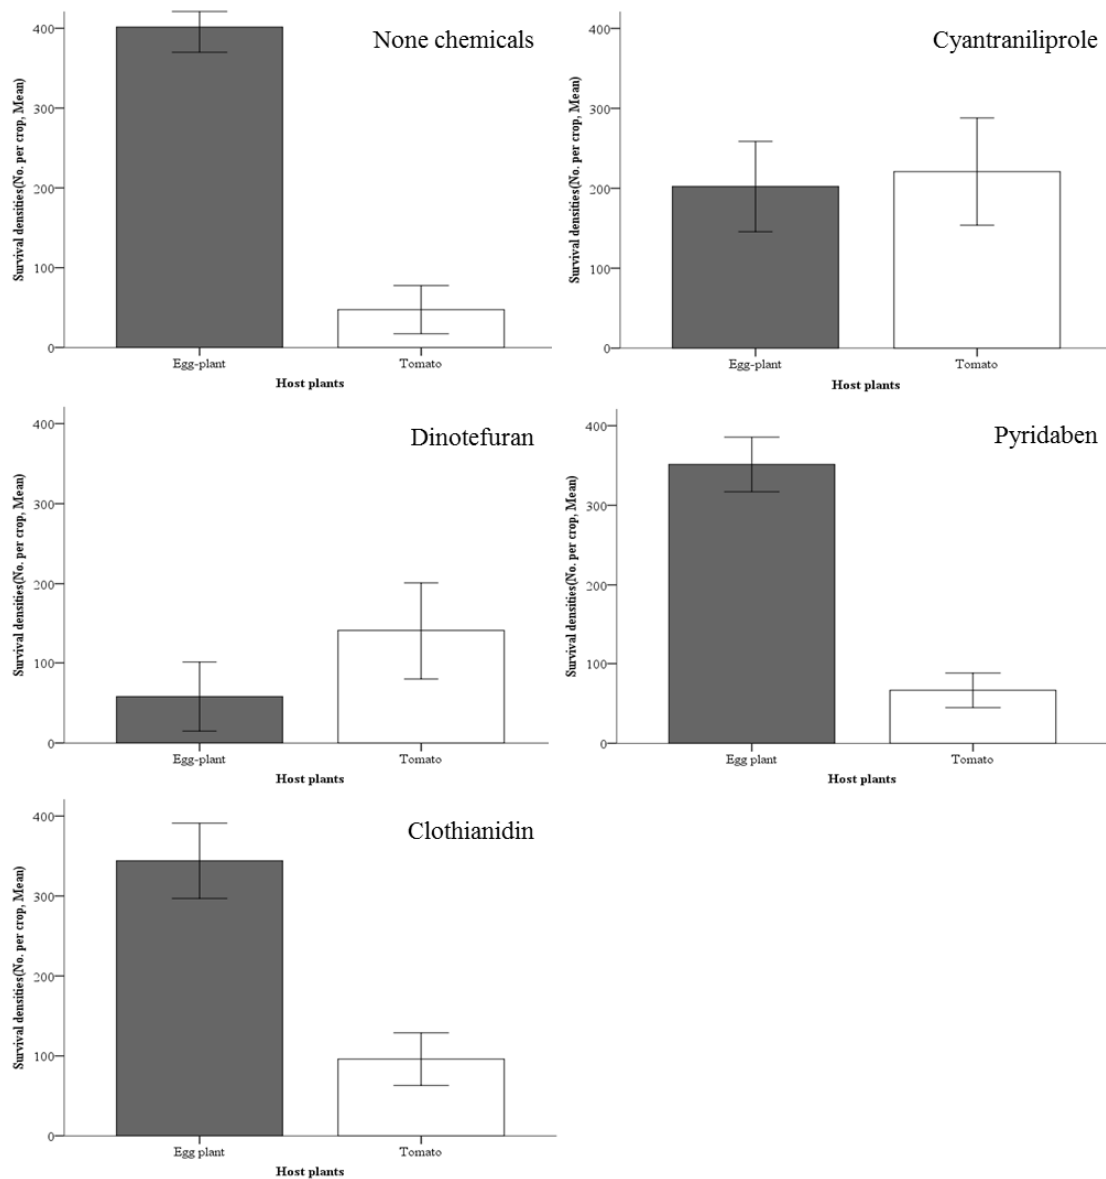 None chemicals
Survival densities(No. per crop, Mean)
400
300
200
100
0
Egg-plant Tomato
Host plants
Cyantraniliprole
Survival densities(No. per crop, Mean)
400
300
200
100
0
Egg-plant Tomato
Host plants
Dinotefuran
Survival densities(No. per crop, Mean)
400
300
200
100
0
Egg-plant Tomato
Host plants
Pyridaben
Survival densities(No. per crop, Mean)
400
300
200
100
0
Egg plant Tomato
Host plants
Clothianidin
Survival densities(No. per crop, Mean)
400
300
200
100
0
Egg plant Tomato
Host plants